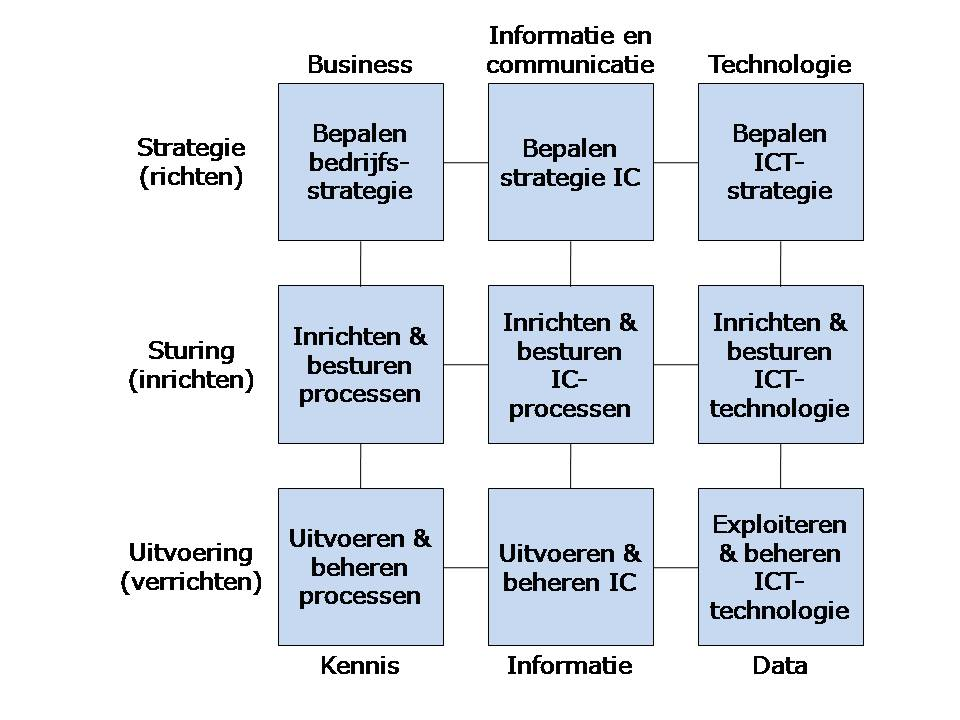 Business
Informatie en
communicatie
Technologie
Strategie
(richten)
Bepalen
bedrijfs-
strategie
Bepalen
strategie IC
Bepalen
ICT-
strategie
Sturing
(inrichten)
Inrichten &
besturen
processen
Inrichten &
besturen
IC-
processen
Inrichten &
besturen
ICT-
technologie
Uitvoering
(verrichten)
Uitvoeren &
beheren
processen
Uitvoeren &
beheren IC
Exploiteren
& beheren
ICT-
technologie
Kennis
Informatie
Data